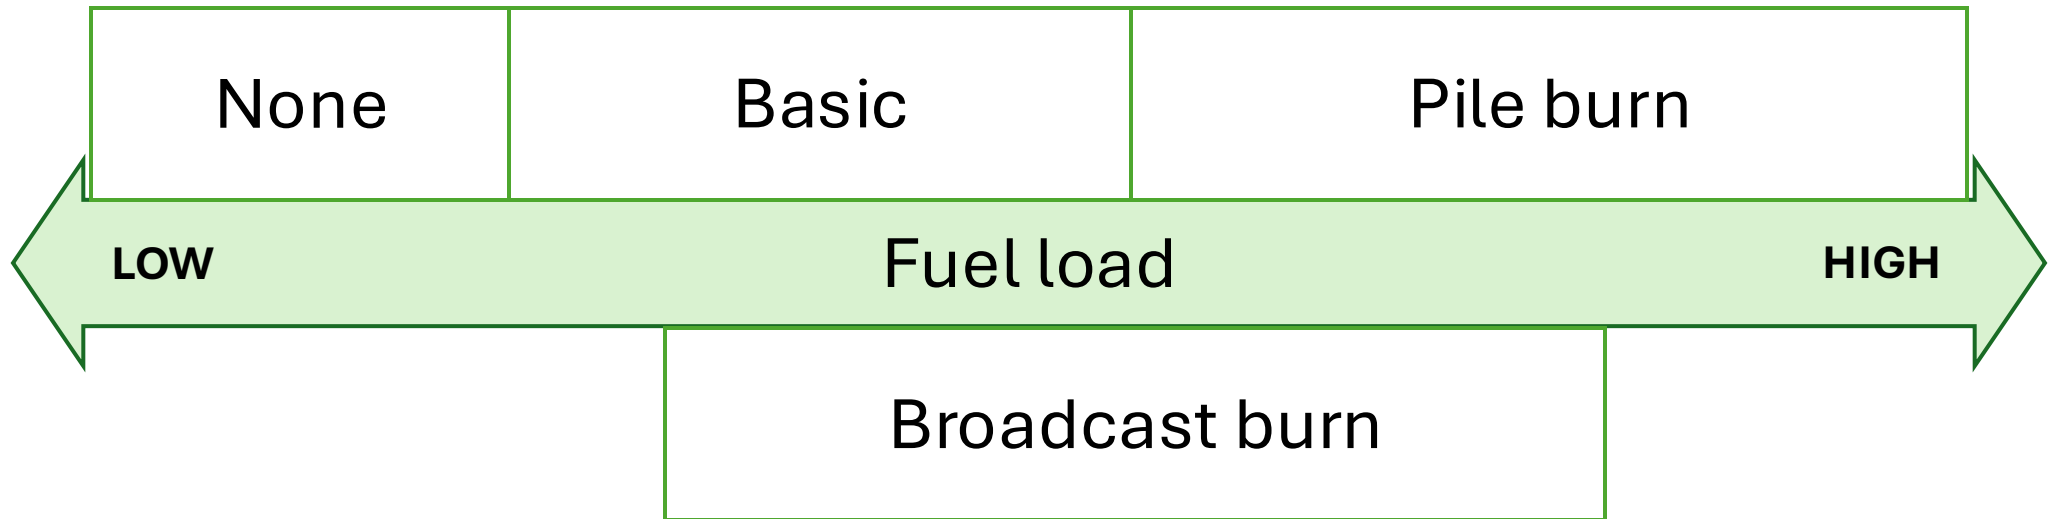 None
Basic
Pile burn
LOW
Fuel load
HIGH
Broadcast burn